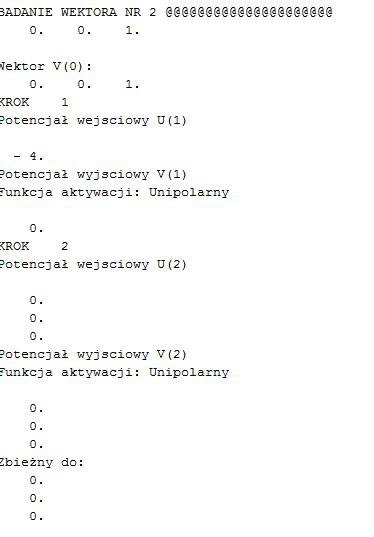 BADANIE WEKTORA NR 2 @@@@@@@@@@@@@@@@@@@@@
0. 0. 1.
Wektor V(0):
0. 0. 1.
KROK 1
Potencjał wejsciowy U(1)
- 4.
Potencjał wyjsciowy V(1)
Funkcja aktywacji: Unipolarny
0.
KROK 2
Potencjał wejsciowy U(2)
0.
0.
0.
Potencjał wyjsciowy V(2)
Funkcja aktywacji: Unipolarny
0.
0.
0.
Zbieżny do:
0.
0.
0.